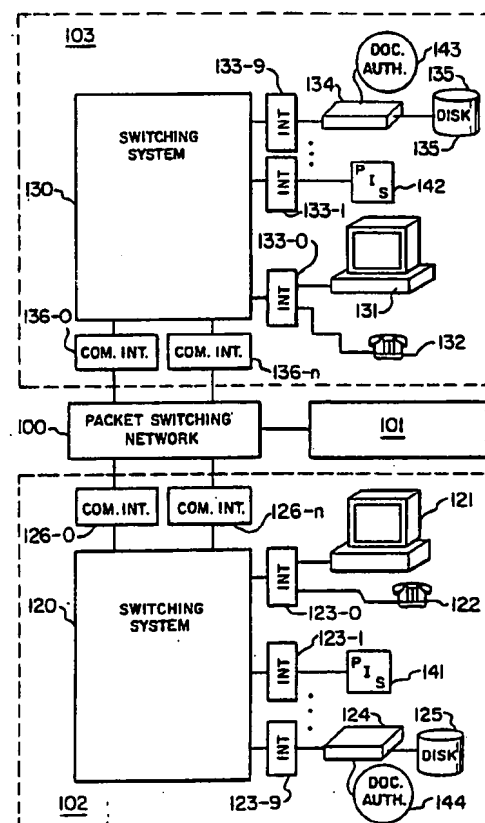 103
DOC. AUTH.
143
133-9
134
135
INT
DISK
135
SWITCHING SYSTEM
130
INT
P I S
142
133-1
133-0
INT
131
136-0
132
COM. INT.
COM. INT.
136-n
100
PACKET SWITCHING NETWORK
101
COM. INT.
COM. INT.
121
126-0
126-n
INT
122
120
SWITCHING SYSTEM
123-0
123-1
INT
P I S
141
124
125
INT
DISK
DOC. AUTH.
102
123-9
144